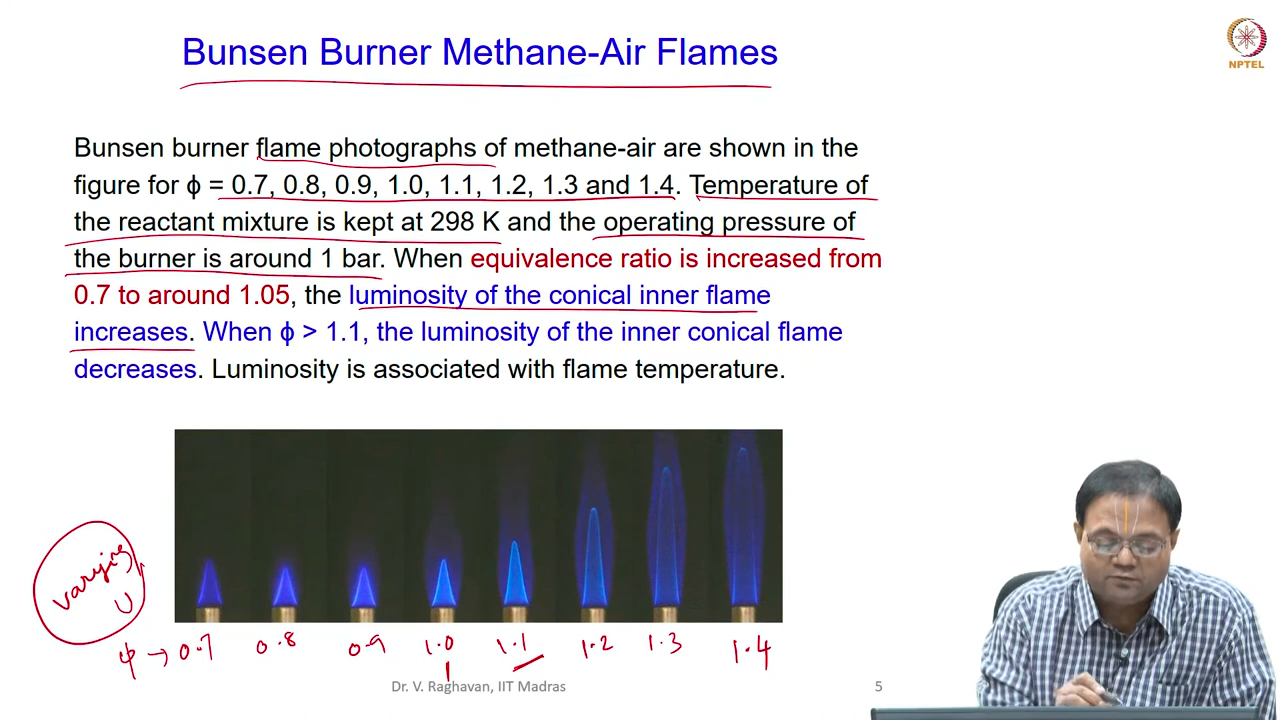 Bunsen Burner Methane-Air Flames
NPTEL
Bunsen burner flame photographs of methane-air are shown in the
figure for ϕ = 0.7, 0.8, 0.9, 1.0, 1.1, 1.2, 1.3 and 1.4. Temperature of
the reactant mixture is kept at 298 K and the operating pressure of
the burner is around 1 bar. When equivalence ratio is increased from
0.7 to around 1.05, the luminosity of the conical inner flame
increases. When ϕ > 1.1, the luminosity of the inner conical flame
decreases. Luminosity is associated with flame temperature.
varying
U
φ → 0.7 0.8 0.9 1.0 1.1 1.2 1.3 1.4
Dr. V. Raghavan, IIT Madras 5